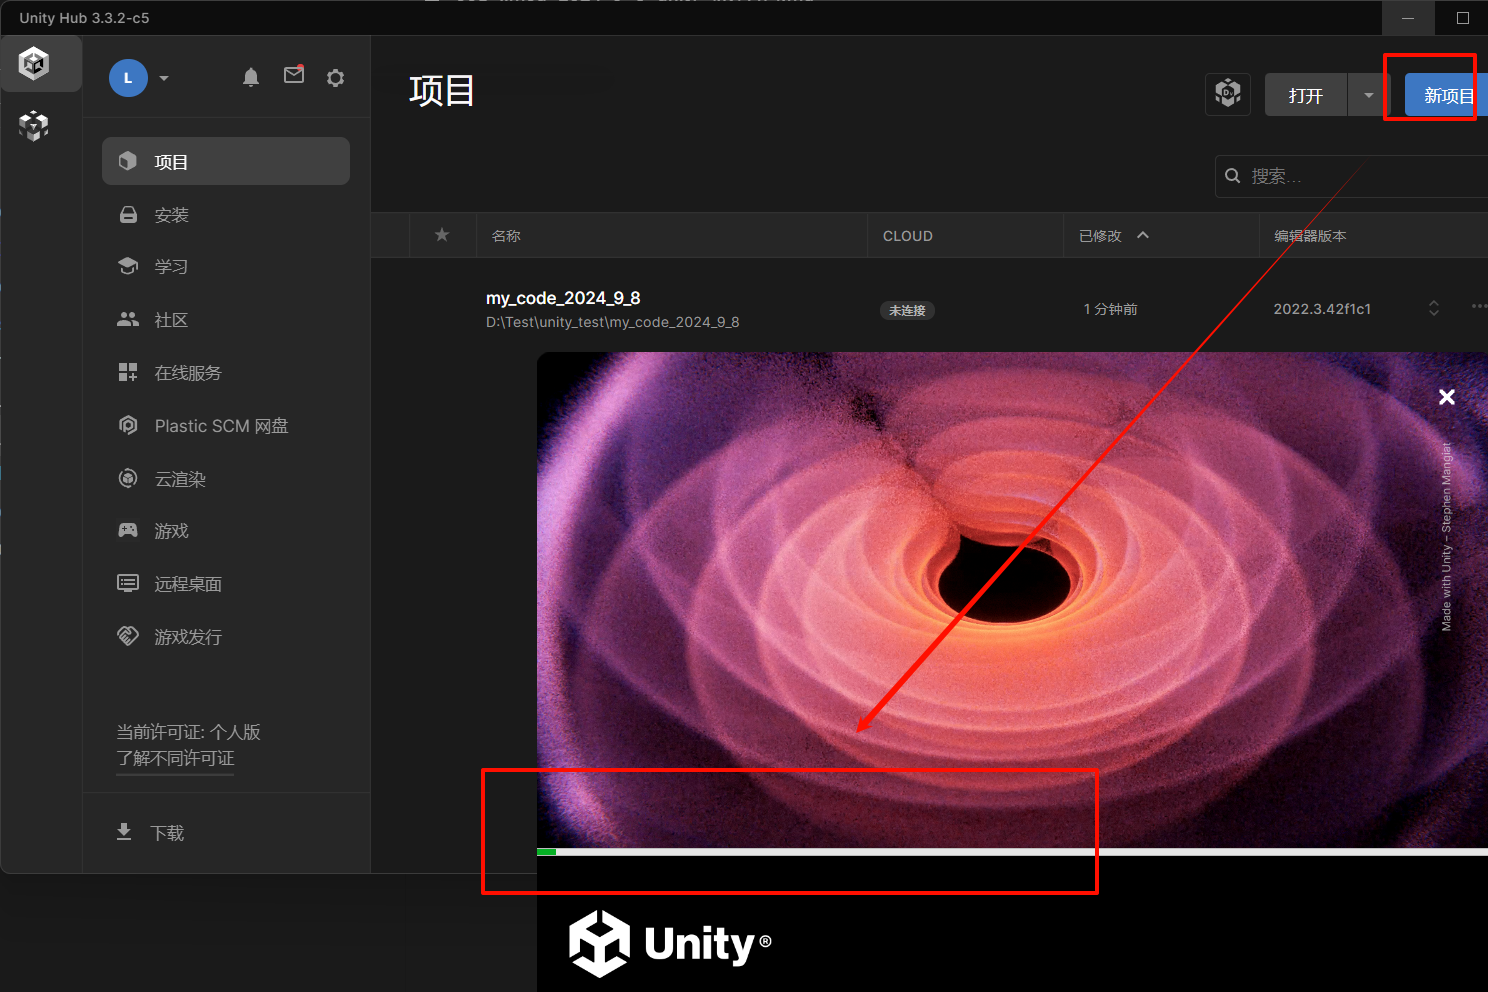 Unity Hub 3.3.2-c5
L
项目
打开
新项目
搜索...
项目
安装
学习
社区
在线服务
Plastic SCM 网盘
云渲染
游戏
远程桌面
游戏发行
当前许可证: 个人版
了解不同许可证
下载
名称
CLOUD
已修改
编辑器版本
my_code_2024_9_8
D:\Test\unity_test\my_code_2024_9_8
未连接
1 分钟前
2022.3.42f1c1
Made with Unity – Stephen Mangiat
Unity®